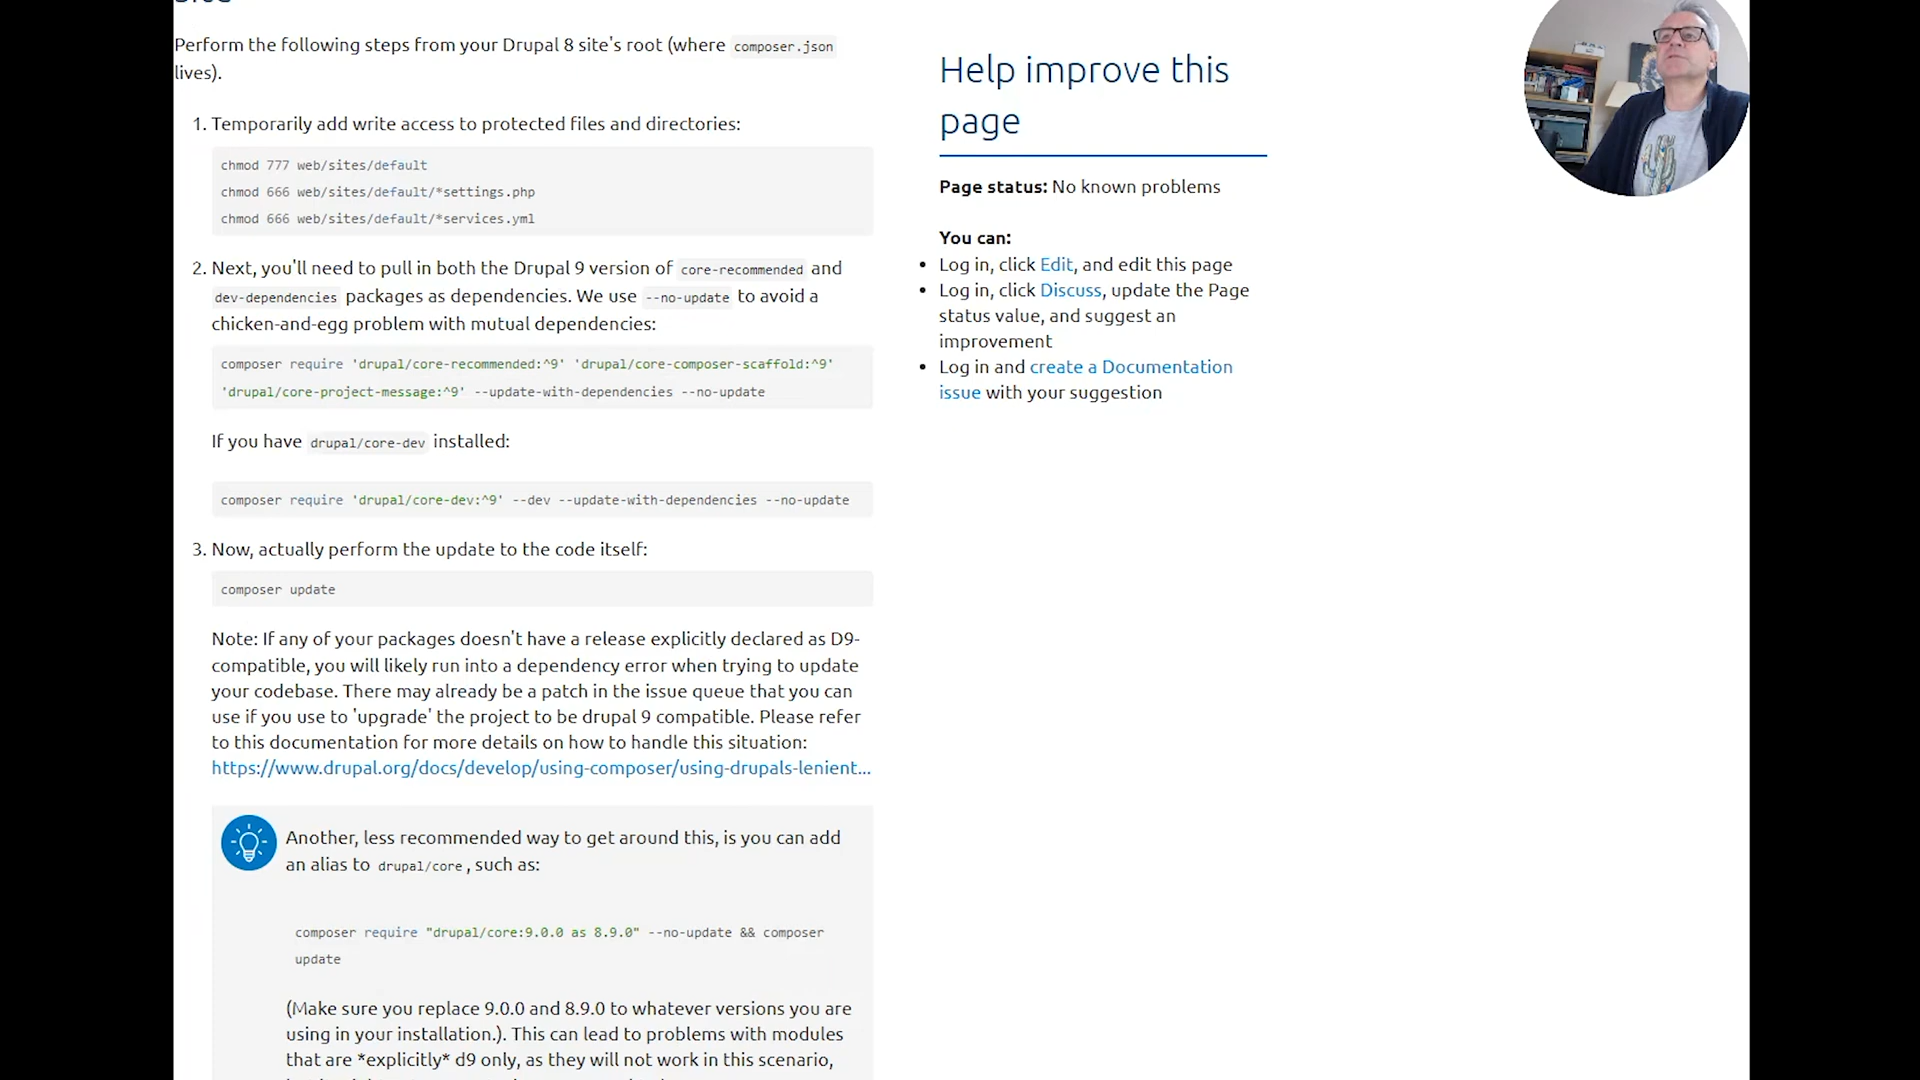 Perform the following steps from your Drupal 8 site's root (where composer.json
lives).
1. Temporarily add write access to protected files and directories:
chmod 777 web/sites/default
chmod 666 web/sites/default/*settings.php
chmod 666 web/sites/default/*services.yml
2. Next, you'll need to pull in both the Drupal 9 version of core-recommended and
dev-dependencies packages as dependencies. We use --no-update to avoid a
chicken-and-egg problem with mutual dependencies:
composer require 'drupal/core-recommended:^9' 'drupal/core-composer-scaffold:^9'
'drupal/core-project-message:^9' --update-with-dependencies --no-update
If you have drupal/core-dev installed:
composer require 'drupal/core-dev:^9' --dev --update-with-dependencies --no-update
3. Now, actually perform the update to the code itself:
composer update
Note: If any of your packages doesn't have a release explicitly declared as D9-
compatible, you will likely run into a dependency error when trying to update
your codebase. There may already be a patch in the issue queue that you can
use if you use to 'upgrade' the project to be drupal 9 compatible. Please refer
to this documentation for more details on how to handle this situation:
https://www.drupal.org/docs/develop/using-composer/using-drupals-lenient...
Another, less recommended way to get around this, is you can add
an alias to drupal/core, such as:
composer require "drupal/core:9.0.0 as 8.9.0" --no-update && composer
update
(Make sure you replace 9.0.0 and 8.9.0 to whatever versions you are
using in your installation.). This can lead to problems with modules
that are *explicitly* d9 only, as they will not work in this scenario,
Help improve this
page
Page status: No known problems
You can:
• Log in, click Edit, and edit this page
• Log in, click Discuss, update the Page
status value, and suggest an
improvement
• Log in and create a Documentation
issue with your suggestion